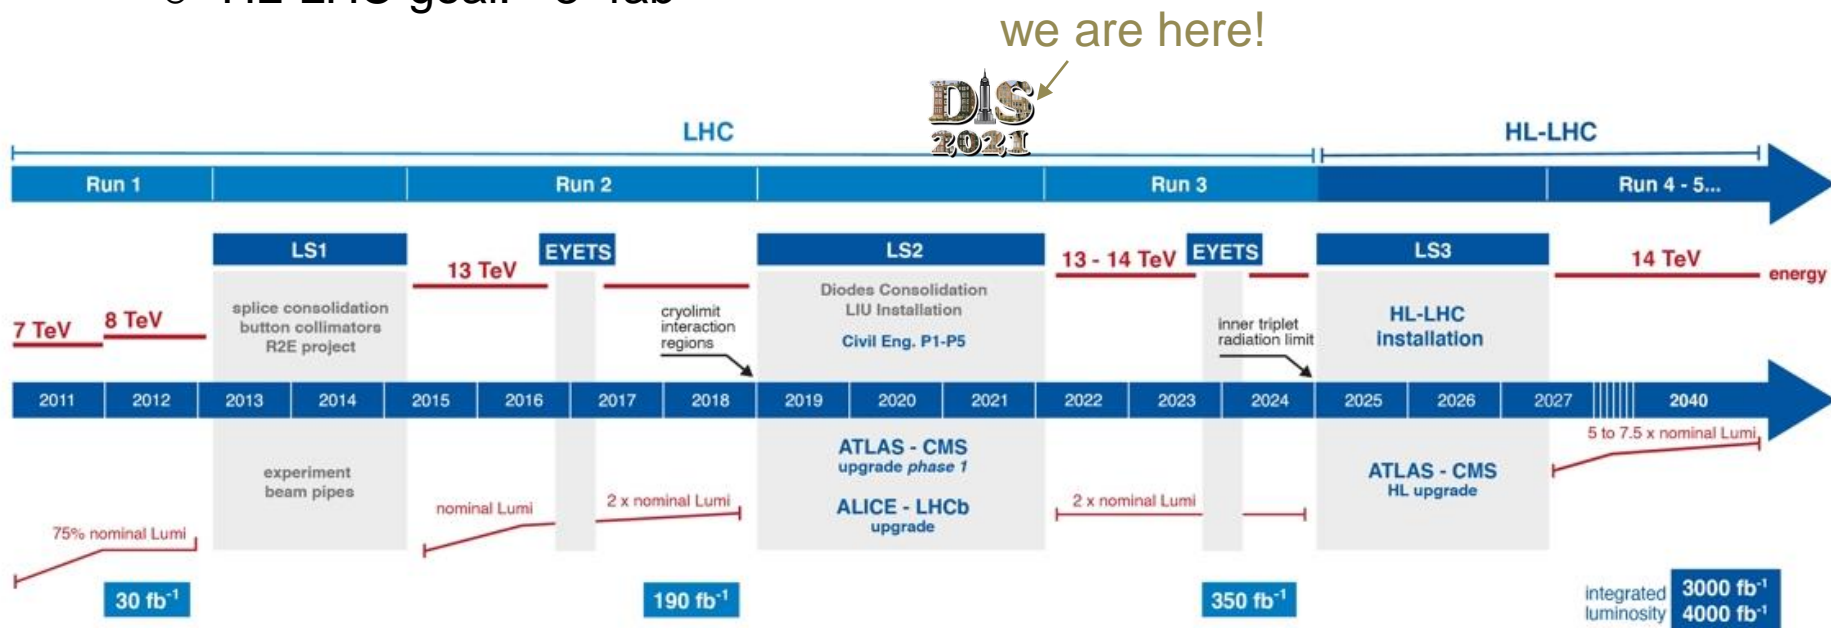 we are here!
DIS
2021
LHC
HL-LHC
Run 1
Run 2
Run 3
Run 4 - 5...
LS1
EYETS
LS2
EYETS
LS3
13 TeV
13 - 14 TeV
14 TeV
energy
7 TeV
8 TeV
splice consolidation
button collimators
R2E project
cryolimit
interaction
regions
Diodes Consolidation
LIU Installation
Civil Eng. P1-P5
inner triplet
radiation limit
HL-LHC
installation
2011
2012
2013
2014
2015
2016
2017
2018
2019
2020
2021
2022
2023
2024
2025
2026
2027
2040
5 to 7.5 x nominal Lumi
experiment
beam pipes
ATLAS - CMS
upgrade phase 1
ALICE - LHCb
upgrade
ATLAS - CMS
HL upgrade
75% nominal Lumi
nominal Lumi
2 x nominal Lumi
2 x nominal Lumi
30 fb-1
190 fb-1
350 fb-1
integrated
luminosity
3000 fb-1
4000 fb-1